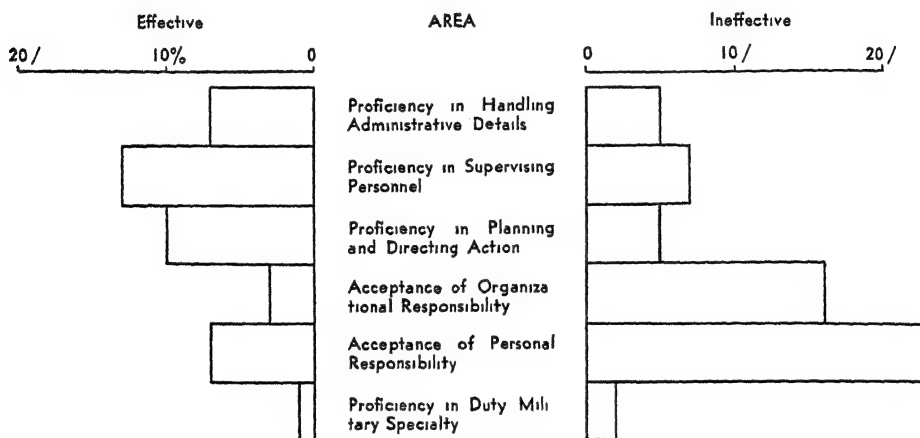 Effective AREA Ineffective
20/ 10% 0 0 10/ 20/
Proficiency in Handling
Administrative Details
Proficiency in Supervising
Personnel
Proficiency in Planning
and Directing Action
Acceptance of Organiza
tional Responsibility
Acceptance of Personal
Responsibility
Proficiency in Duty Mili
tary Specialty